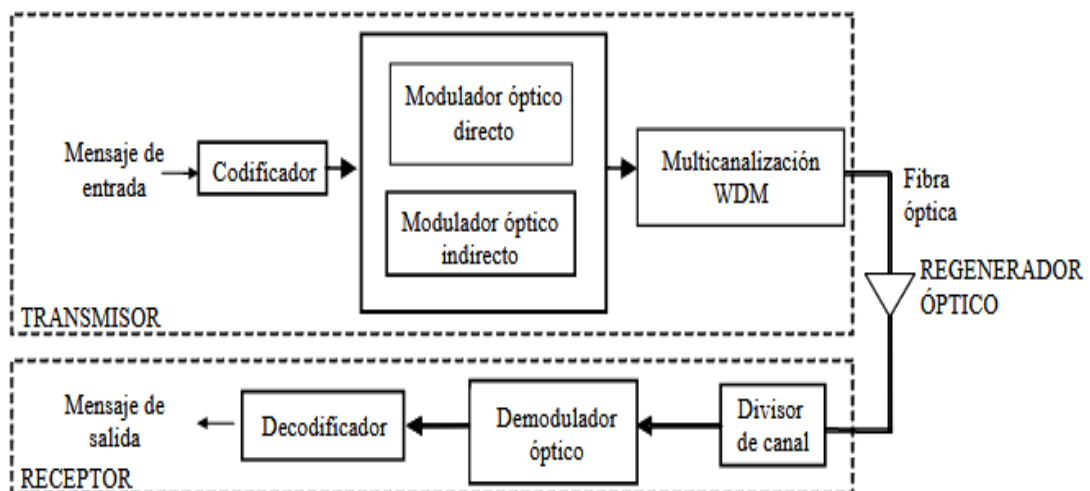 Mensaje de
entrada
Codificador
Modulador óptico
directo
Modulador óptico
indirecto
Multicanalización
WDM
Fibra
óptica
REGENERADOR
ÓPTICO
TRANSMISOR
Mensaje de
salida
Decodificador
Demodulador
óptico
Divisor
de canal
RECEPTOR